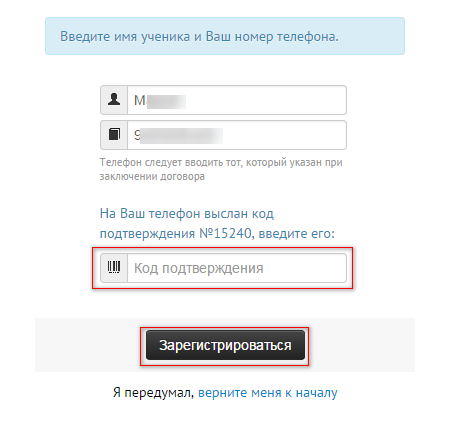 Введите имя ученика и Ваш номер телефона.
Телефон следует вводить тот, который указан при
заключении договора
На Ваш телефон выслан код
подтверждения №15240, введите его:
Код подтверждения
Зарегистрироваться
Я передумал, верните меня к началу